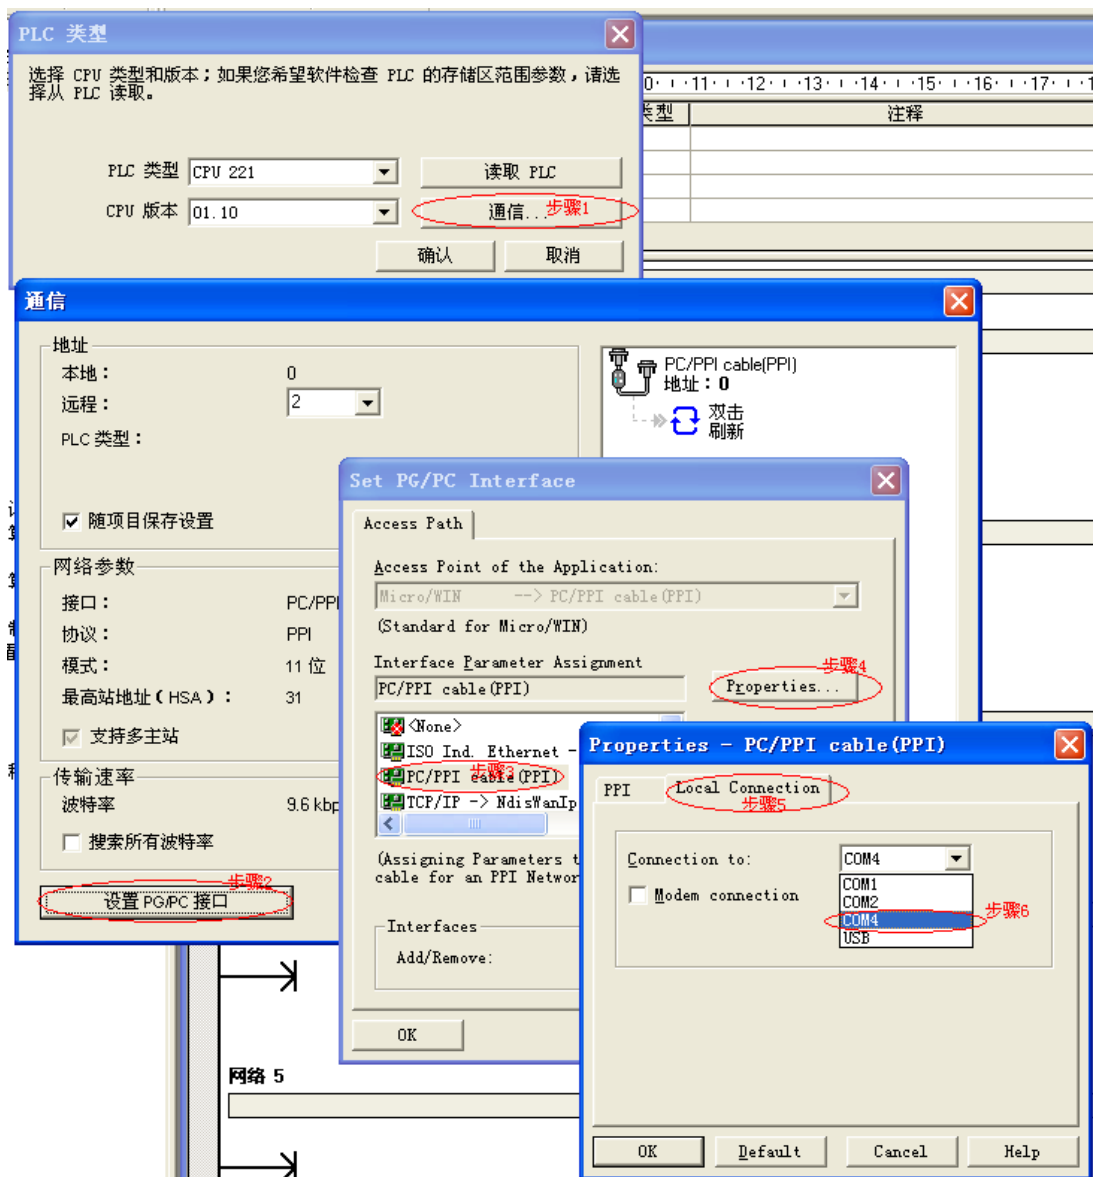 PLC 类型
选择 CPU 类型和版本；如果您希望软件检查 PLC 的存储区范围参数，请选
择从 PLC 读取。
0 · 11 · 12 · 13 · 14 · 15 · 16 · 17 · 1
类型 注释
PLC 类型 CPU 221 读取 PLC
CPU 版本 01.10 通信... 步骤1
确认 取消
通信
地址
本地： 0
远程： 2
PLC 类型：
随项目保存设置
PC/PPI cable(PPI)
地址：0
双击
刷新
网络参数
接口： PC/PPI
协议： PPI
模式： 11 位
最高站地址（HSA）： 31
支持多主站
传输速率
波特率 9.6 kbp
搜索所有波特率
步骤2
设置 PG/PC 接口
Set PG/PC Interface
Access Path
Access Point of the Application:
Micro/WIN --> PC/PPI cable(PPI)
(Standard for Micro/WIN)
Interface Parameter Assignment
步骤4
PC/PPI cable(PPI) Properties...
<None>
ISO Ind. Ethernet -
PC/PPI cable(PPI)
步骤3
TCP/IP -> NdisWanIp
(Assigning Parameters t
cable for an PPI Networ
Interfaces
Add/Remove:
OK
Properties - PC/PPI cable(PPI)
PPI Local Connection
步骤5
Connection to: COM4
Modem connection
COM1
COM2
COM4
USB
步骤6
OK Default Cancel Help
网络 5